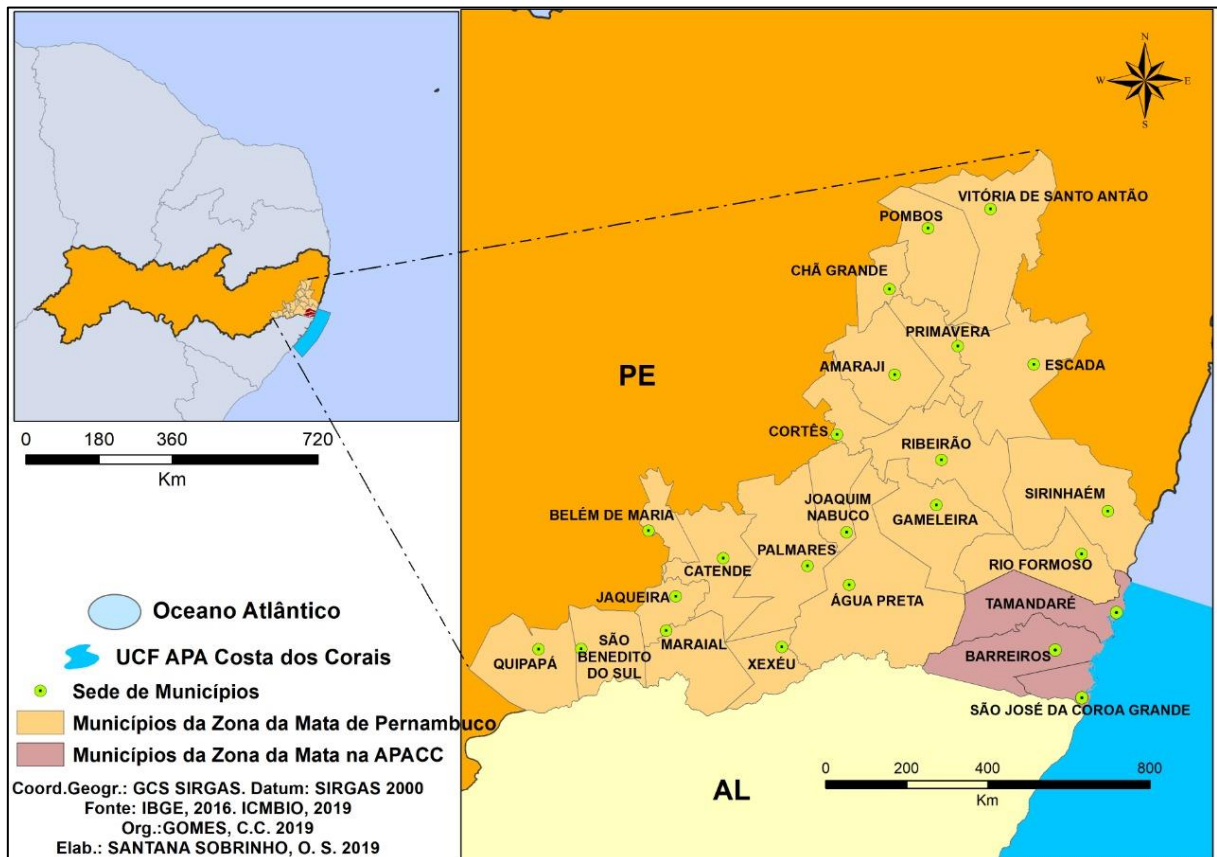 N
W E
S
VITÓRIA DE SANTO ANTÃO
POMBOS
CHÃ GRANDE
PRIMAVERA
AMARAJI
ESCADA
PE
CORTÊS
RIBEIRÃO
JOAQUIM
NABUCO
SIRINHAÉM
GAMELEIRA
BELÉM DE MARIA
PALMARES
CATENDE
RIO FORMOSO
JAQUEIRA
ÁGUA PRETA
TAMANDARÉ
QUIPAPÁ
SÃO
BENEDITO
DO SUL
MARAIAL
XEXÉU
BARREIROS
SÃO JOSÉ DA COROA GRANDE
AL
0 200 400 800
Km
0 180 360 720
Km
Oceano Atlântico
UCF APA Costa dos Corais
Sede de Municípios
Municípios da Zona da Mata de Pernambuco
Municípios da Zona da Mata na APACC
Coord.Geogr.: GCS SIRGAS. Datum: SIRGAS 2000
Fonte: IBGE, 2016. ICMBIO, 2019
Org.:GOMES, C.C. 2019
Elab.: SANTANA SOBRINHO, O. S. 2019